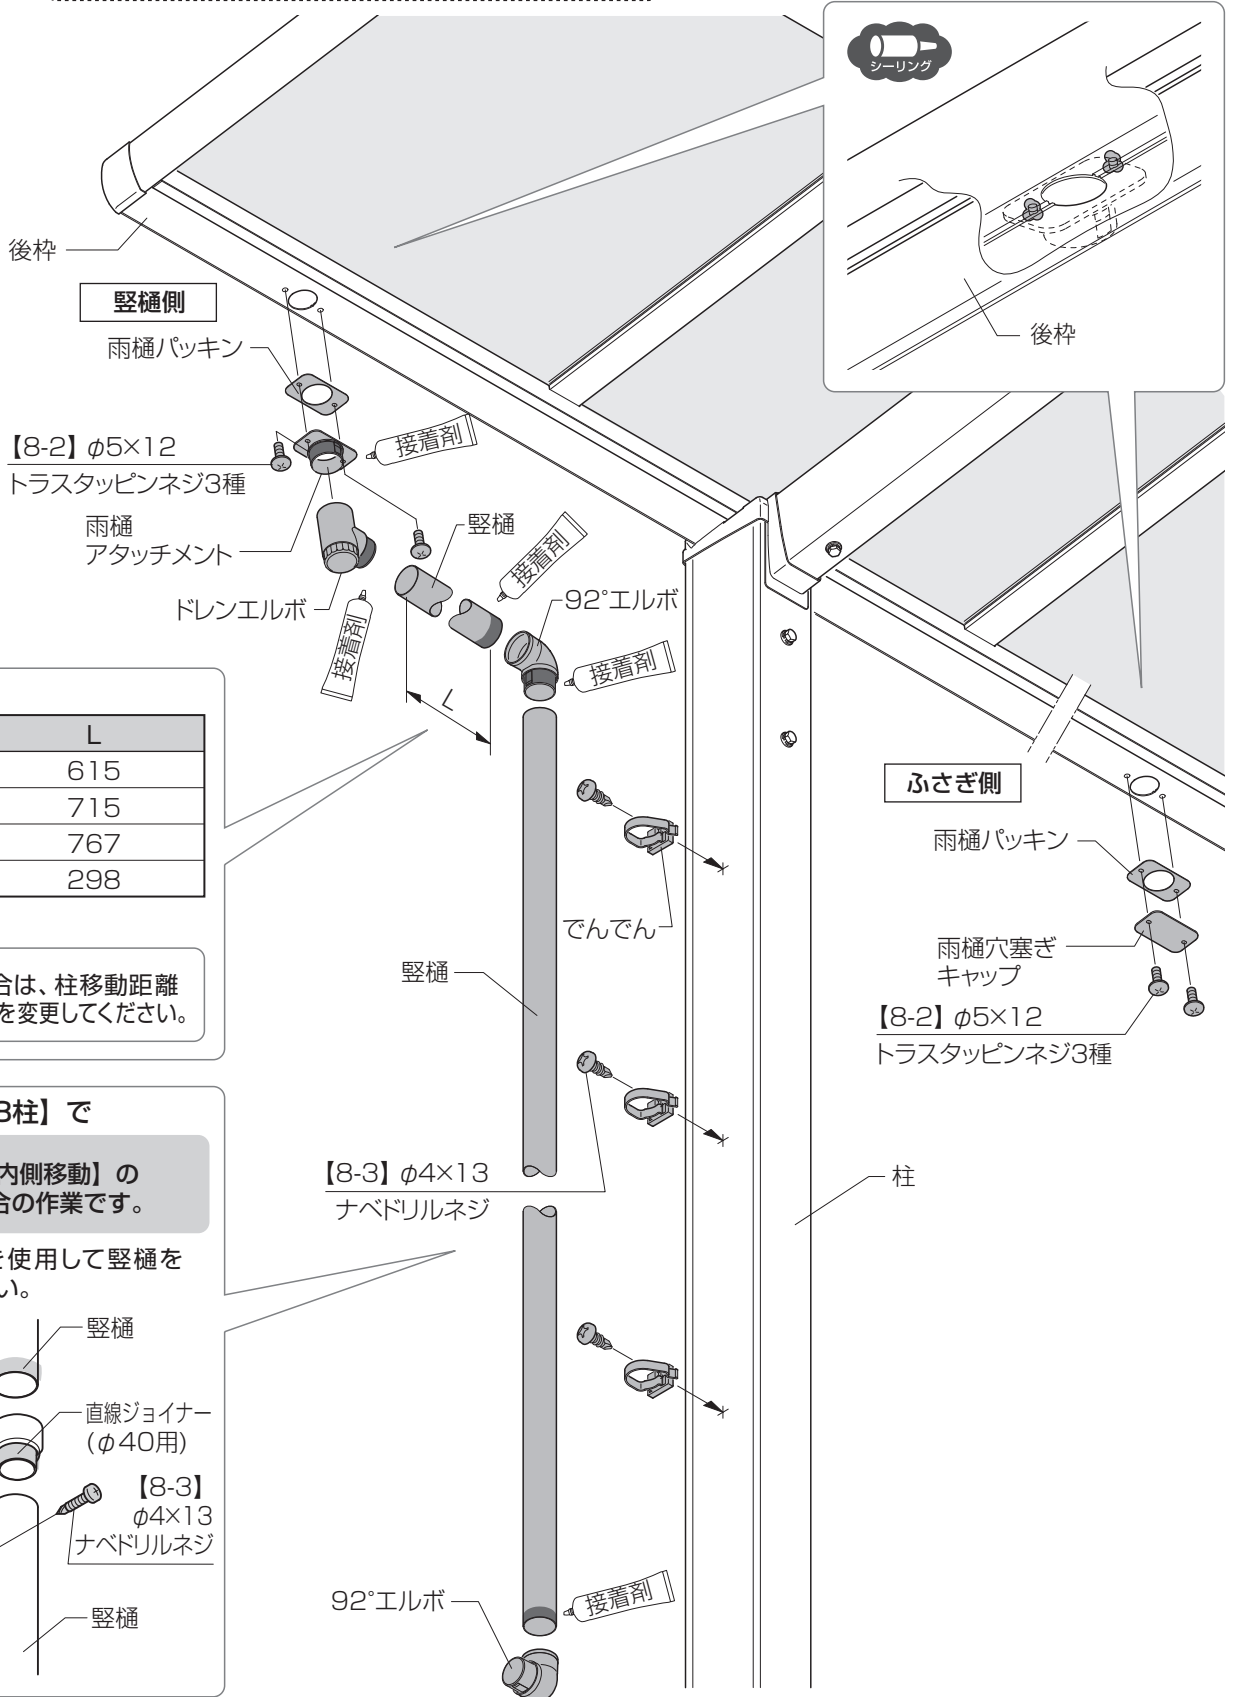 シーリング
後枠
後枠
竪樋側
雨樋パッキン
【8-2】φ5×12
トラスタッピンネジ3種
接着剤
雨樋
アタッチメント
竪樋
接着剤
ドレンエルボ
接着剤
92°エルボ
接着剤
L
L
615
715
767
298
合は、柱移動距離
を変更してください。
ふさぎ側
雨樋パッキン
雨樋穴塞ぎ
キャップ
【8-2】φ5×12
トラスタッピンネジ3種
でんでん
竪樋
【8-3】φ4×13
ナベドリルネジ
柱
柱】で
内側移動】の
合の作業です。
使用して竪樋を
い。
竪樋
直線ジョイナー
(φ40用)
【8-3】
φ4×13
ナベドリルネジ
竪樋
92°エルボ
接着剤